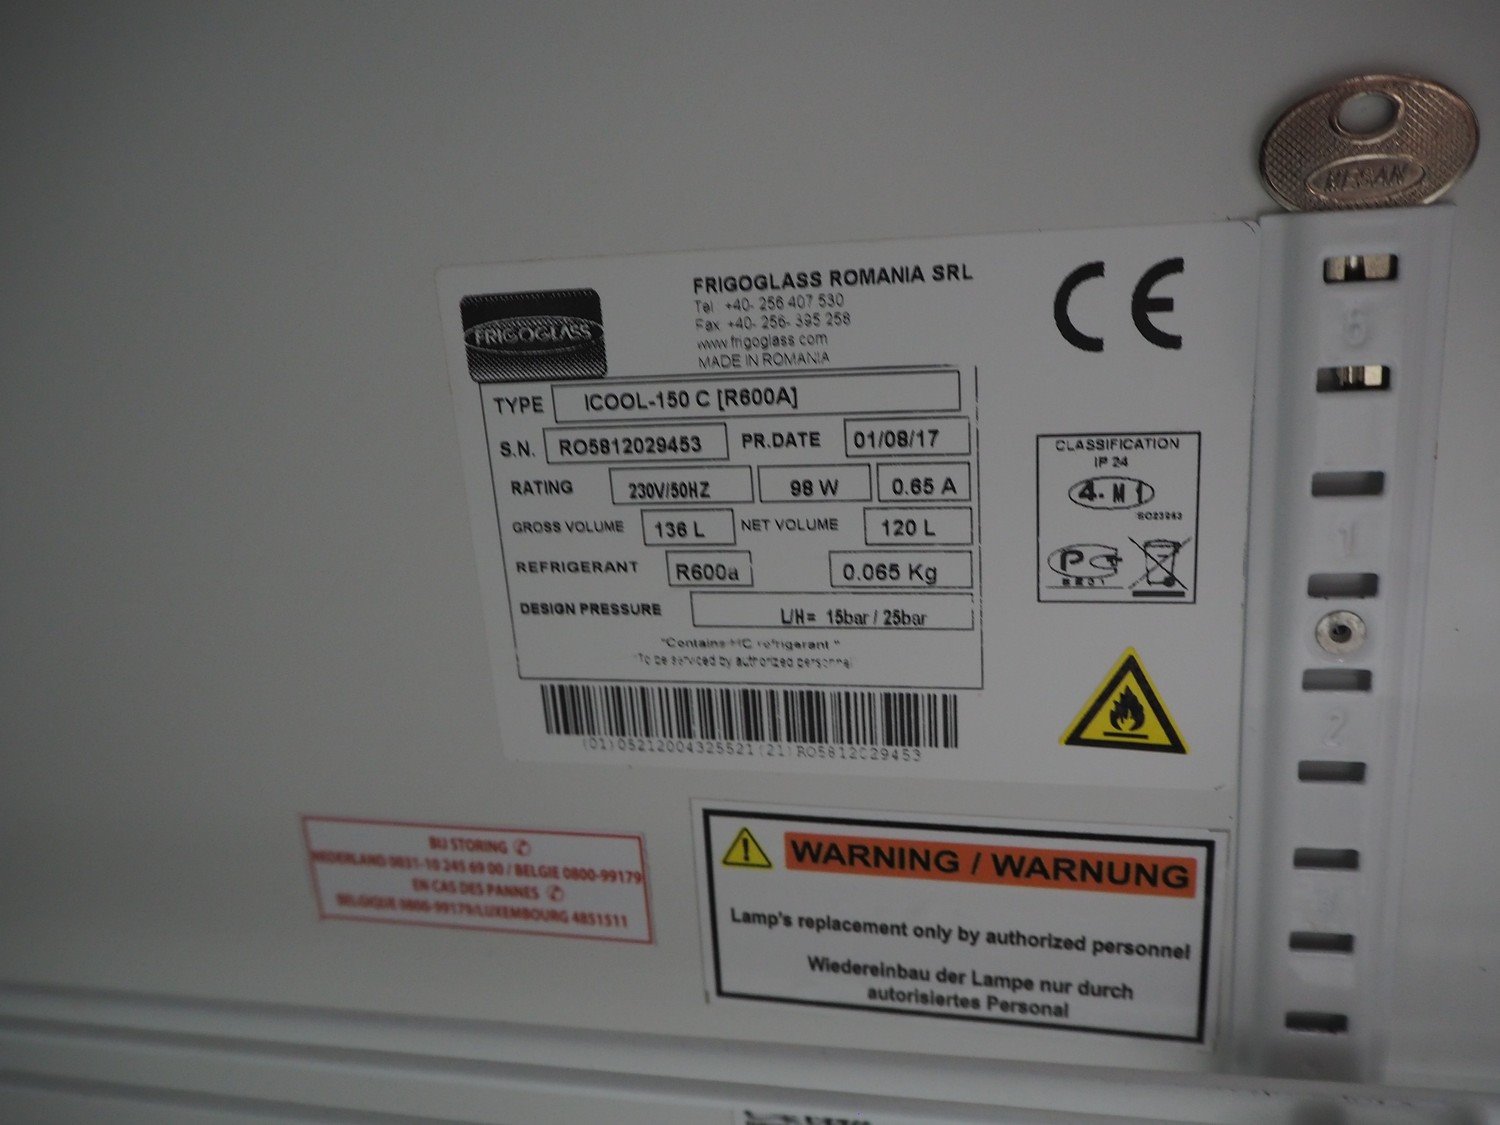 FRIGOGLASS
FRIGOGLASS ROMANIA SRL
Tel +40- 256 407 530
Fax +40- 256- 395 258
www.frigoglass.com
MADE IN ROMANIA
CE
TYPE ICOOL-150 C [R600A]
S.N. RO5812029453 PR.DATE 01/08/17
RATING 230V/50HZ 98 W 0.65 A
GROSS VOLUME 136 L NET VOLUME 120 L
REFRIGERANT R600a 0.065 Kg
DESIGN PRESSURE L/H= 15bar / 25bar
"Contains HC refrigerant "
"To be serviced by authorized personnel
(01)05212004325521(21)RO5812029453
CLASSIFICATION
IP 24
4- M 1
BIJ STORING
NEDERLAND 0031-10 245 69 00 / BELGIE 0800-99179
EN CAS DES PANNES
BELGIQUE 0800-99179/LUXEMBOURG 4851511
WARNING / WARNUNG
Lamp's replacement only by authorized personnel
Wiedereinbau der Lampe nur durch
autorisiertes Personal
1
2